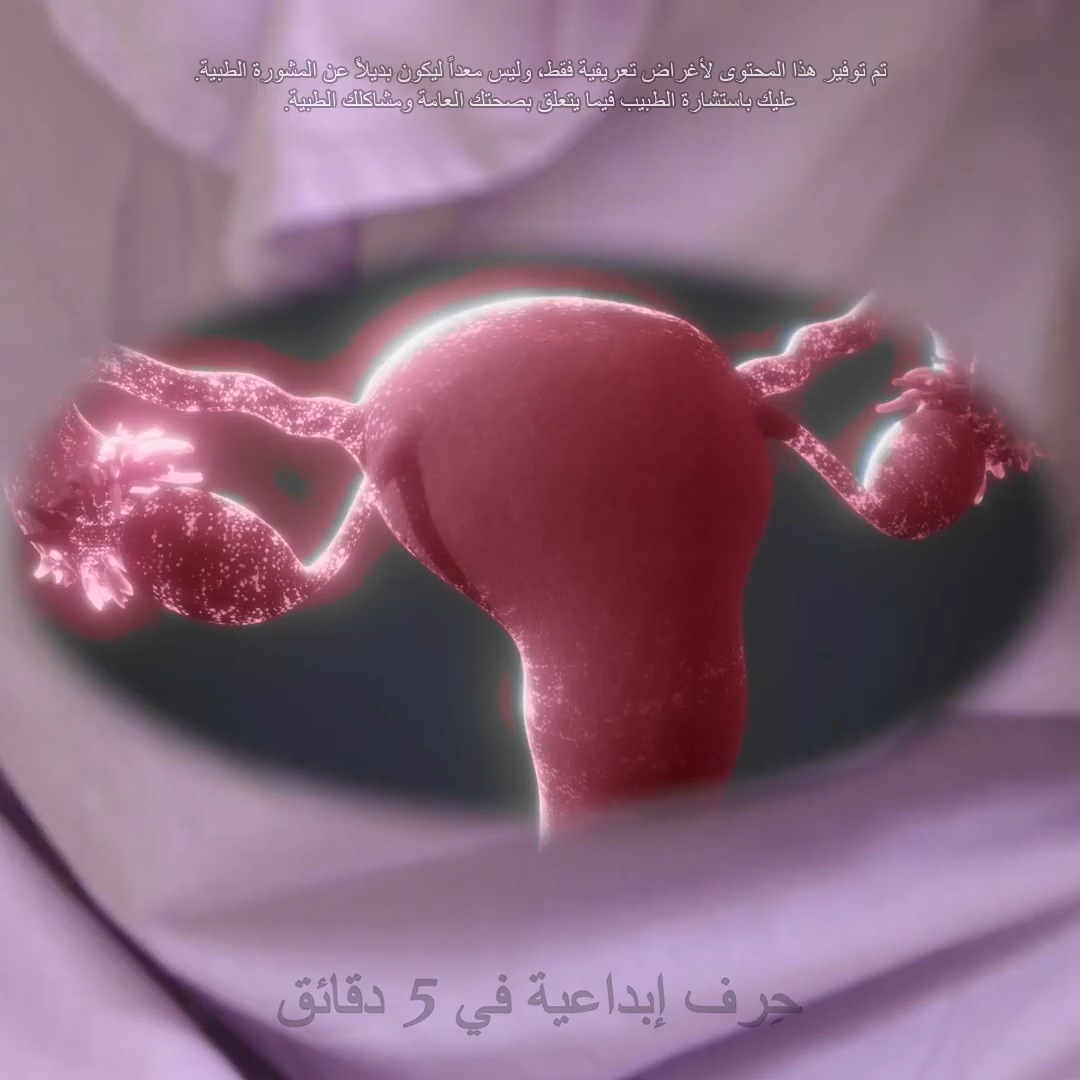 تم توفير هذا المحتوى لأغراض تعريفية فقط، وليس معداً ليكون بديلاً عن المشورة الطبية.
عليك باستشارة الطبيب فيما يتعلق بصحتك العامة ومشاكلك الطبية.
حِرف إبداعية في 5 دقائق